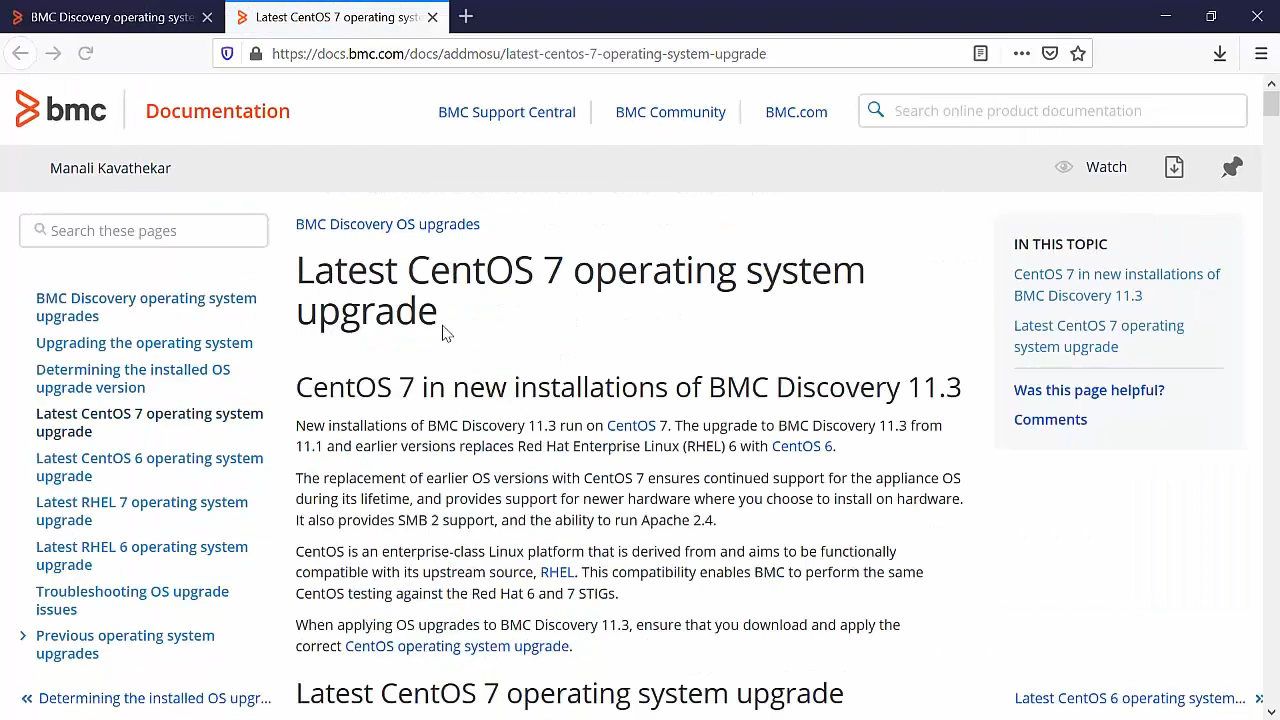 BMC Discovery operating syste
Latest CentOS 7 operating syst
https://docs.bmc.com/docs/addmosu/latest-centos-7-operating-system-upgrade
bmc
Documentation
BMC Support Central
BMC Community
BMC.com
Search online product documentation
Manali Kavathekar
Watch
Search these pages
BMC Discovery operating system
upgrades
Upgrading the operating system
Determining the installed OS
upgrade version
Latest CentOS 7 operating system
upgrade
Latest CentOS 6 operating system
upgrade
Latest RHEL 7 operating system
upgrade
Latest RHEL 6 operating system
upgrade
Troubleshooting OS upgrade
issues
Previous operating system
upgrades
« Determining the installed OS upgr...
BMC Discovery OS upgrades
Latest CentOS 7 operating system
upgrade
CentOS 7 in new installations of BMC Discovery 11.3
New installations of BMC Discovery 11.3 run on CentOS 7. The upgrade to BMC Discovery 11.3 from
11.1 and earlier versions replaces Red Hat Enterprise Linux (RHEL) 6 with CentOS 6.
The replacement of earlier OS versions with CentOS 7 ensures continued support for the appliance OS
during its lifetime, and provides support for newer hardware where you choose to install on hardware.
It also provides SMB 2 support, and the ability to run Apache 2.4.
CentOS is an enterprise-class Linux platform that is derived from and aims to be functionally
compatible with its upstream source, RHEL. This compatibility enables BMC to perform the same
CentOS testing against the Red Hat 6 and 7 STIGs.
When applying OS upgrades to BMC Discovery 11.3, ensure that you download and apply the
correct CentOS operating system upgrade.
Latest CentOS 7 operating system upgrade
IN THIS TOPIC
CentOS 7 in new installations of
BMC Discovery 11.3
Latest CentOS 7 operating
system upgrade
Was this page helpful?
Comments
Latest CentOS 6 operating system... »